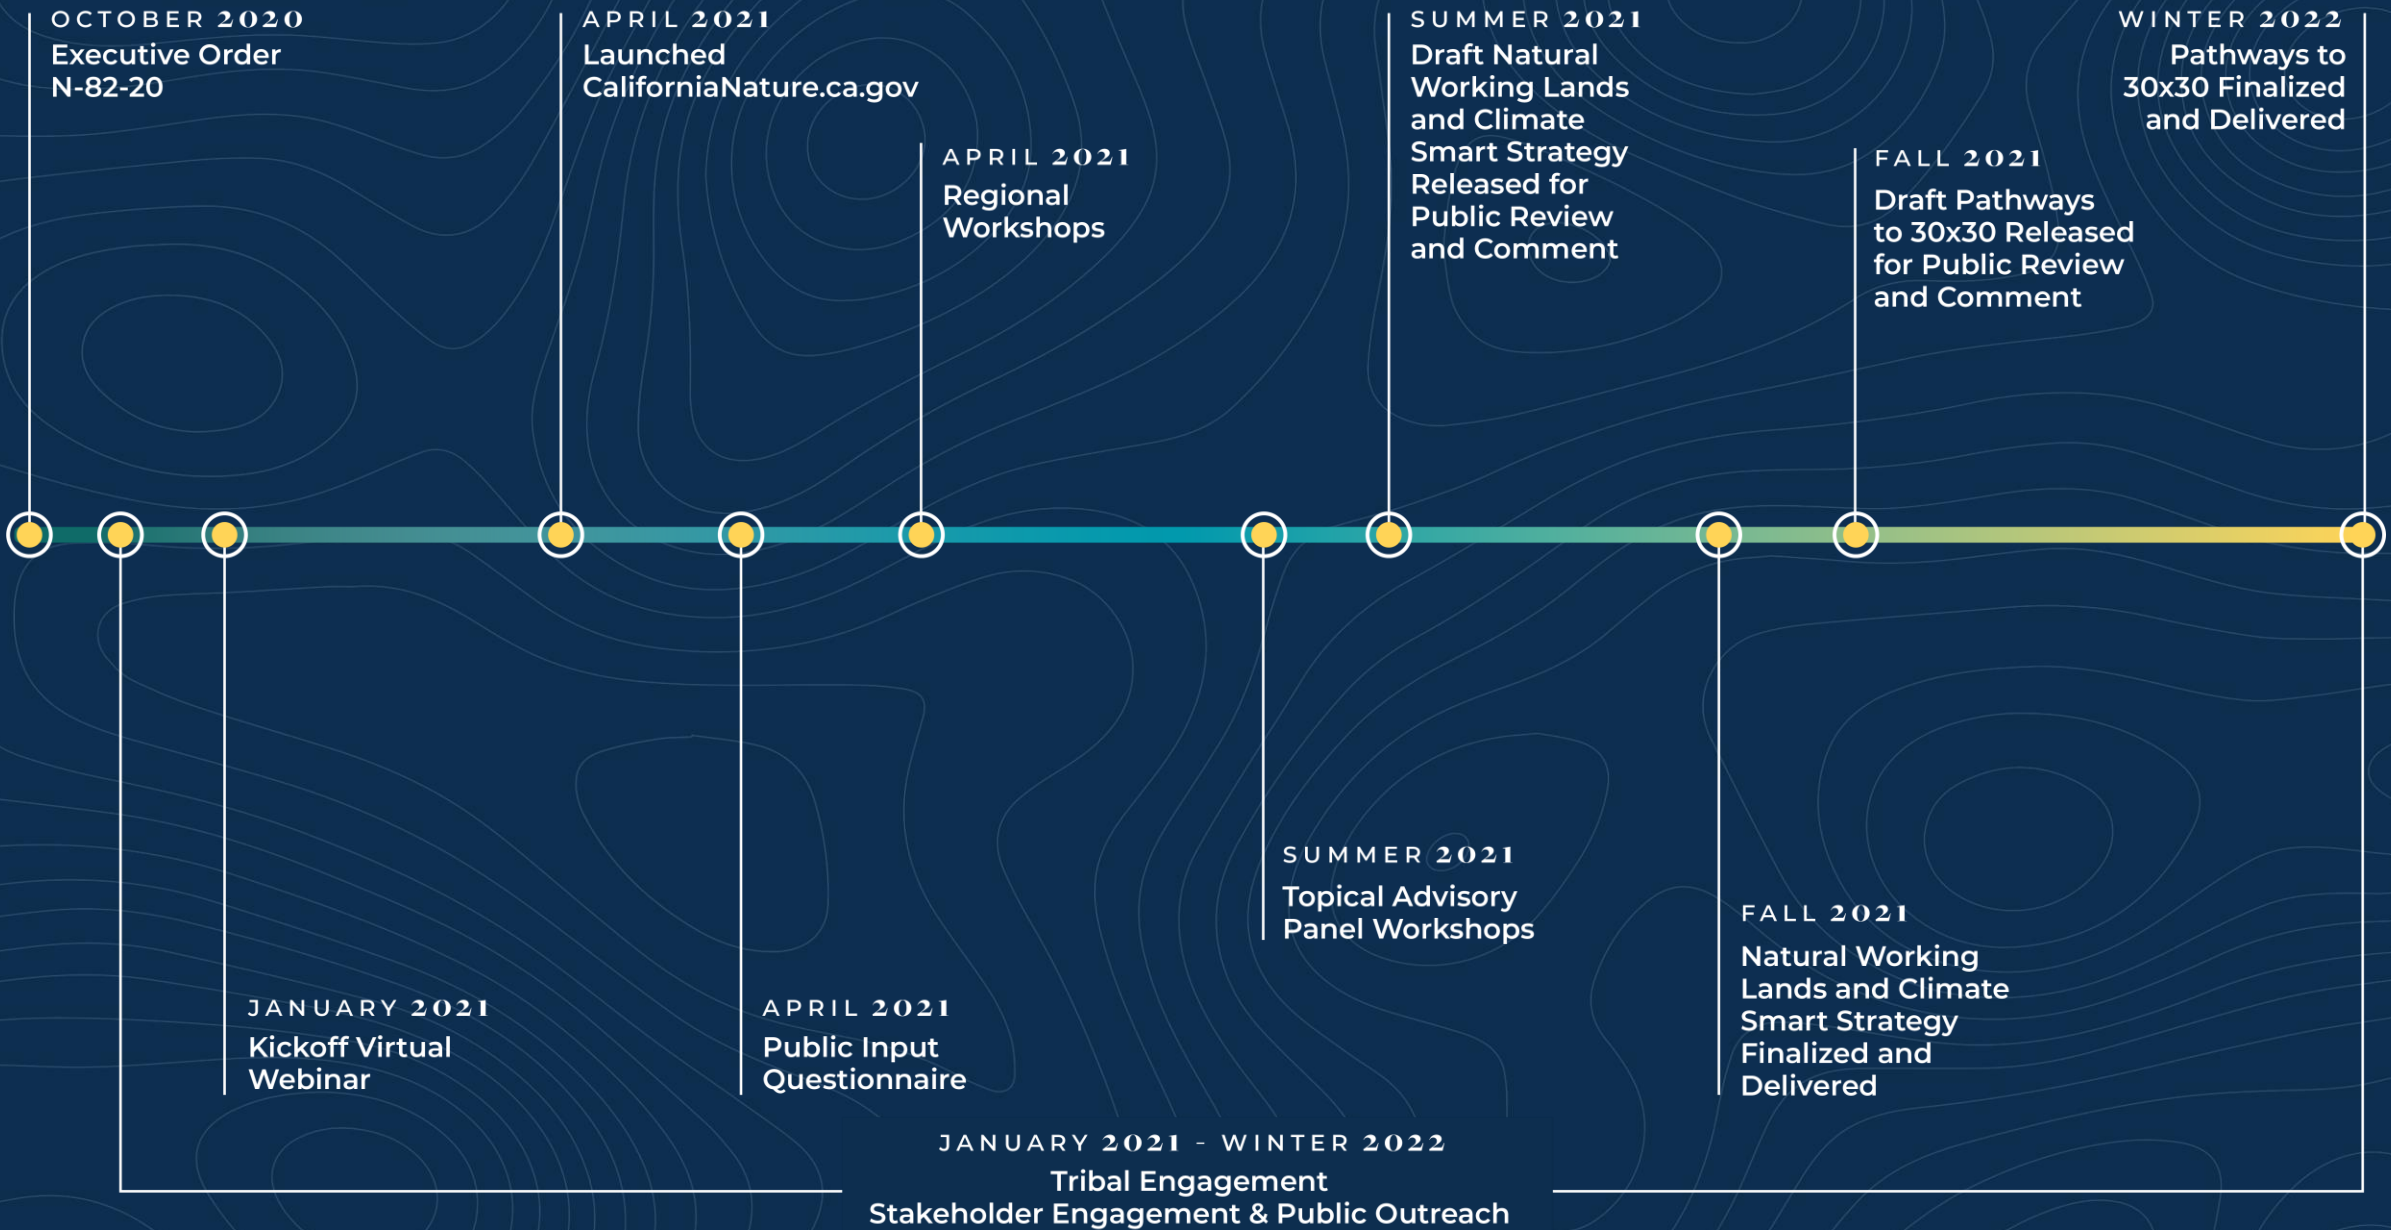 OCTOBER 2020
Executive Order
N-82-20
APRIL 2021
Launched
CaliforniaNature.ca.gov
APRIL 2021
Regional
Workshops
SUMMER 2021
Draft Natural
Working Lands
and Climate
Smart Strategy
Released for
Public Review
and Comment
FALL 2021
Draft Pathways
to 30x30 Released
for Public Review
and Comment
WINTER 2022
Pathways to
30x30 Finalized
and Delivered
JANUARY 2021
Kickoff Virtual
Webinar
APRIL 2021
Public Input
Questionnaire
SUMMER 2021
Topical Advisory
Panel Workshops
FALL 2021
Natural Working
Lands and Climate
Smart Strategy
Finalized and
Delivered
JANUARY 2021 - WINTER 2022
Tribal Engagement
Stakeholder Engagement & Public Outreach